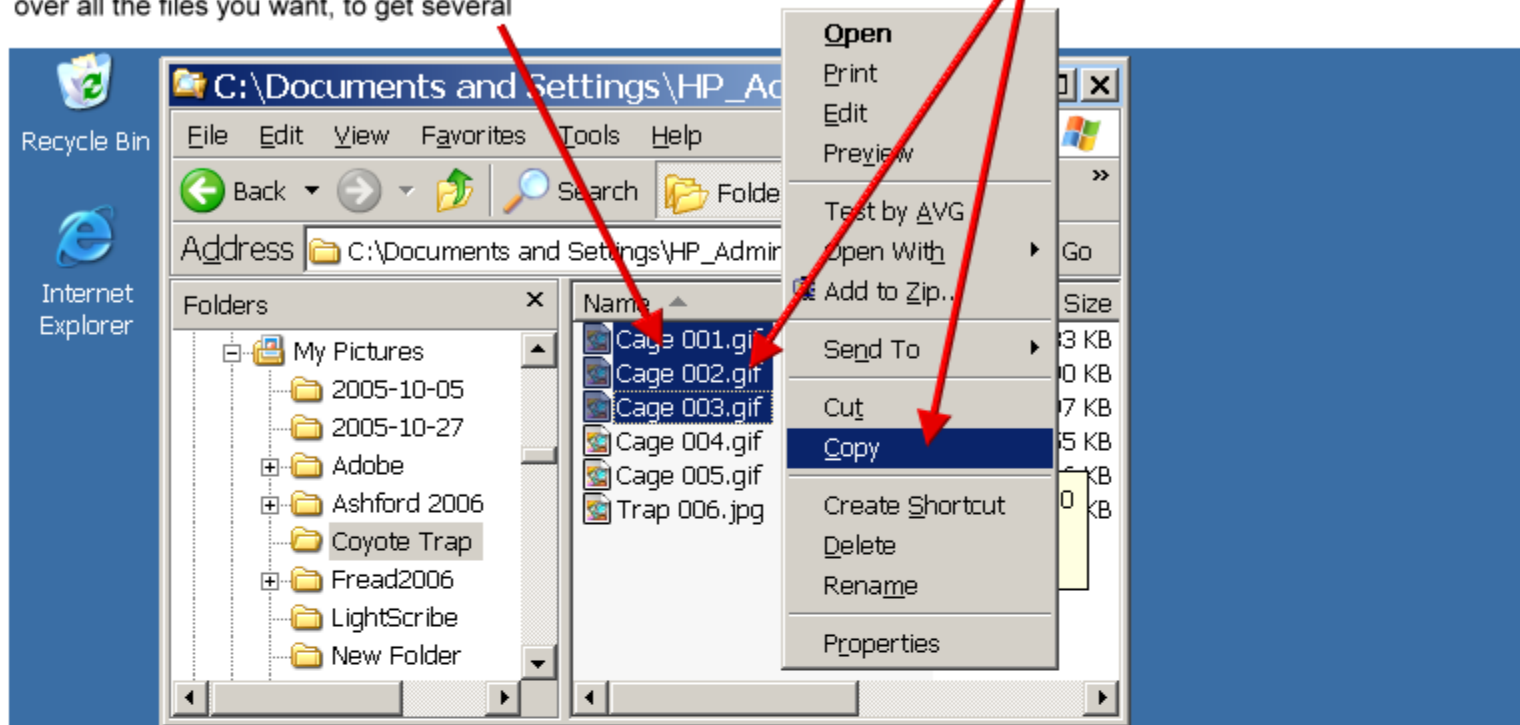 over all the files you want, to get several
Recycle Bin
Internet
Explorer
C:\Documents and Settings\HP_Ad
File Edit View Favorites Tools Help
Back Search Folde »
Address C:\Documents and Settings\HP_Admin Go
Folders
My Pictures
2005-10-05
2005-10-27
Adobe
Ashford 2006
Coyote Trap
Fread2006
LightScribe
New Folder
Name Size
Cage 001.gif KB
Cage 002.gif 0 KB
Cage 003.gif 7 KB
Cage 004.gif 5 KB
Cage 005.gif KB
Trap 006.jpg KB
Open
Print
Edit
Preview
Test by AVG
Open With
Add to Zip..
Send To
Cut
Copy
Create Shortcut
Delete
Rename
Properties